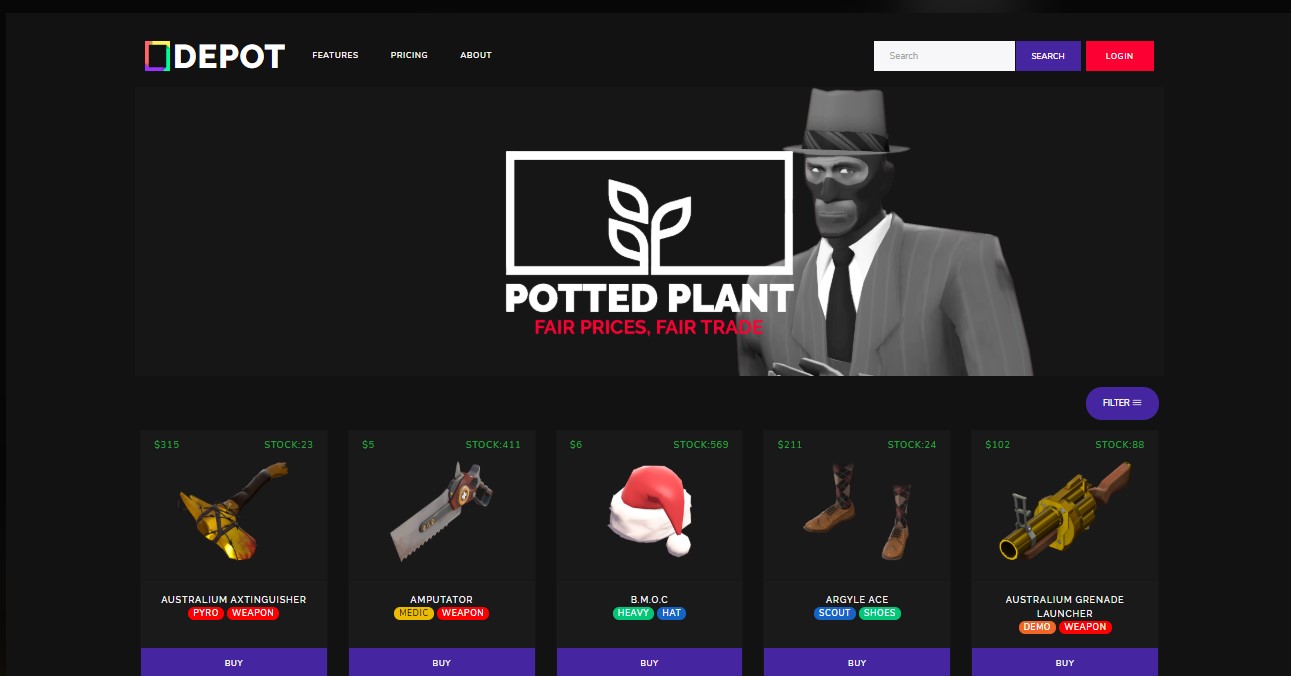 DEPOT FEATURES PRICING ABOUT Search SEARCH LOGIN
POTTED PLANT
FAIR PRICES, FAIR TRADE
FILTER
$315 STOCK:23
AUSTRALIUM AXTINGUISHER
PYRO WEAPON
BUY
$5 STOCK:411
AMPUTATOR
MEDIC WEAPON
BUY
$6 STOCK:569
B.M.O.C
HEAVY HAT
BUY
$211 STOCK:24
ARGYLE ACE
SCOUT SHOES
BUY
$102 STOCK:88
AUSTRALIUM GRENADE
LAUNCHER
DEMO WEAPON
BUY